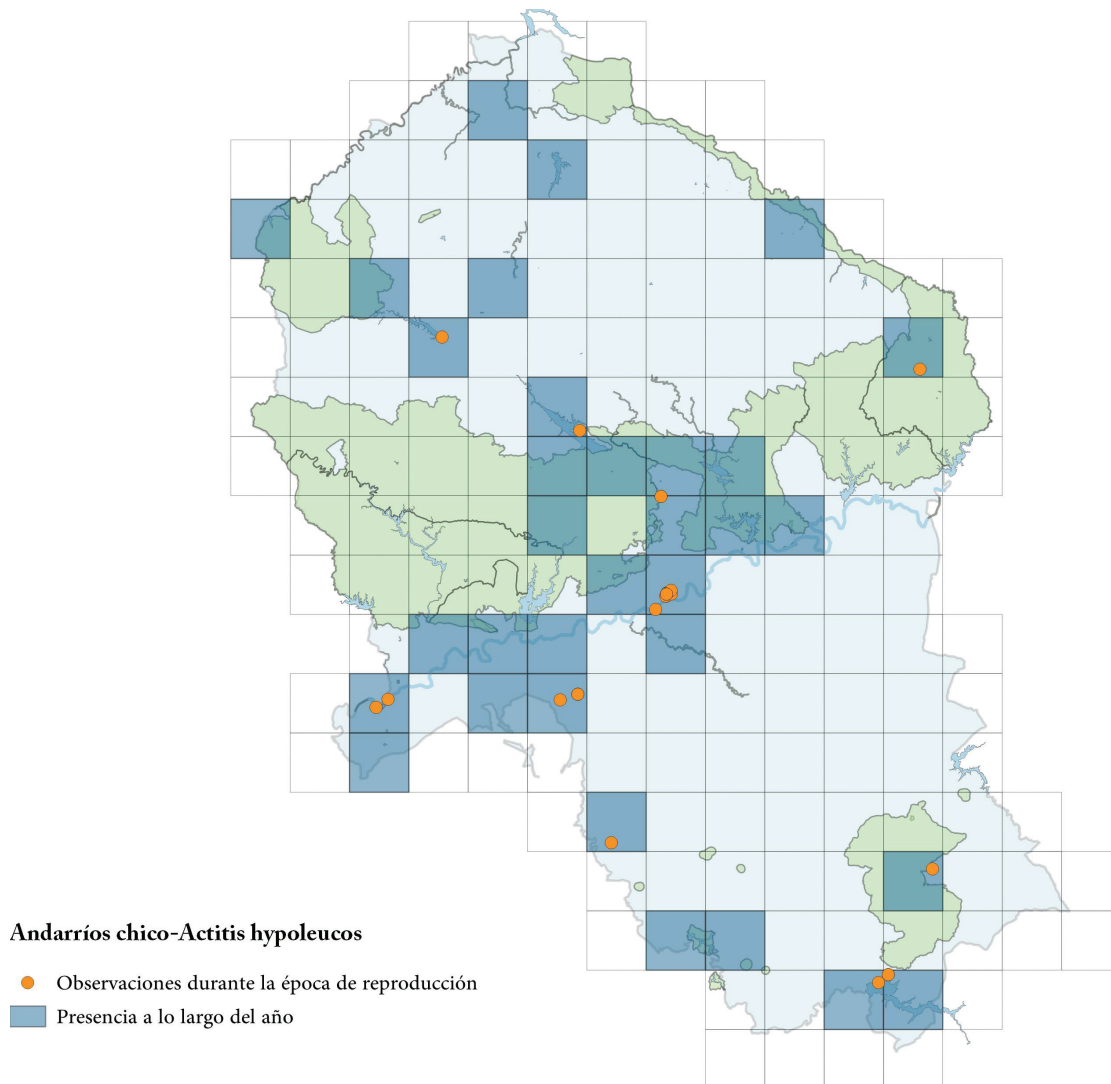 Andarríos chico-Actitis hypoleucos
Observaciones durante la época de reproducción
Presencia a lo largo del año